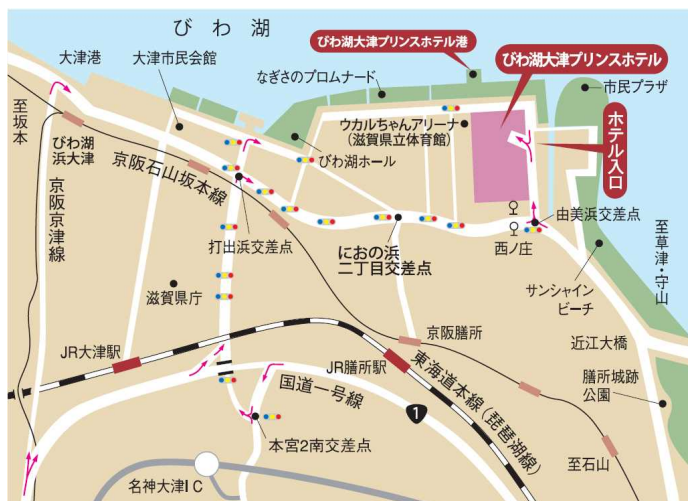 びわ湖
びわ湖大津プリンスホテル港
びわ湖大津プリンスホテル
大津港
大津市民会館
なぎさのプロムナード
市民プラザ
至坂本
ウカルちゃんアリーナ
(滋賀県立体育館)
ホテル入口
びわ湖
浜大津
びわ湖ホール
京阪石山坂本線
京阪京津線
打出浜交差点
におの浜
二丁目交差点
西ノ庄
由美浜交差点
至草津・守山
滋賀県庁
サンシャイン
ビーチ
京阪膳所
近江大橋
JR大津駅
JR膳所駅
東海道本線(琵琶湖線)
膳所城跡
公園
国道一号線
1
本宮2南交差点
至石山
名神大津IC